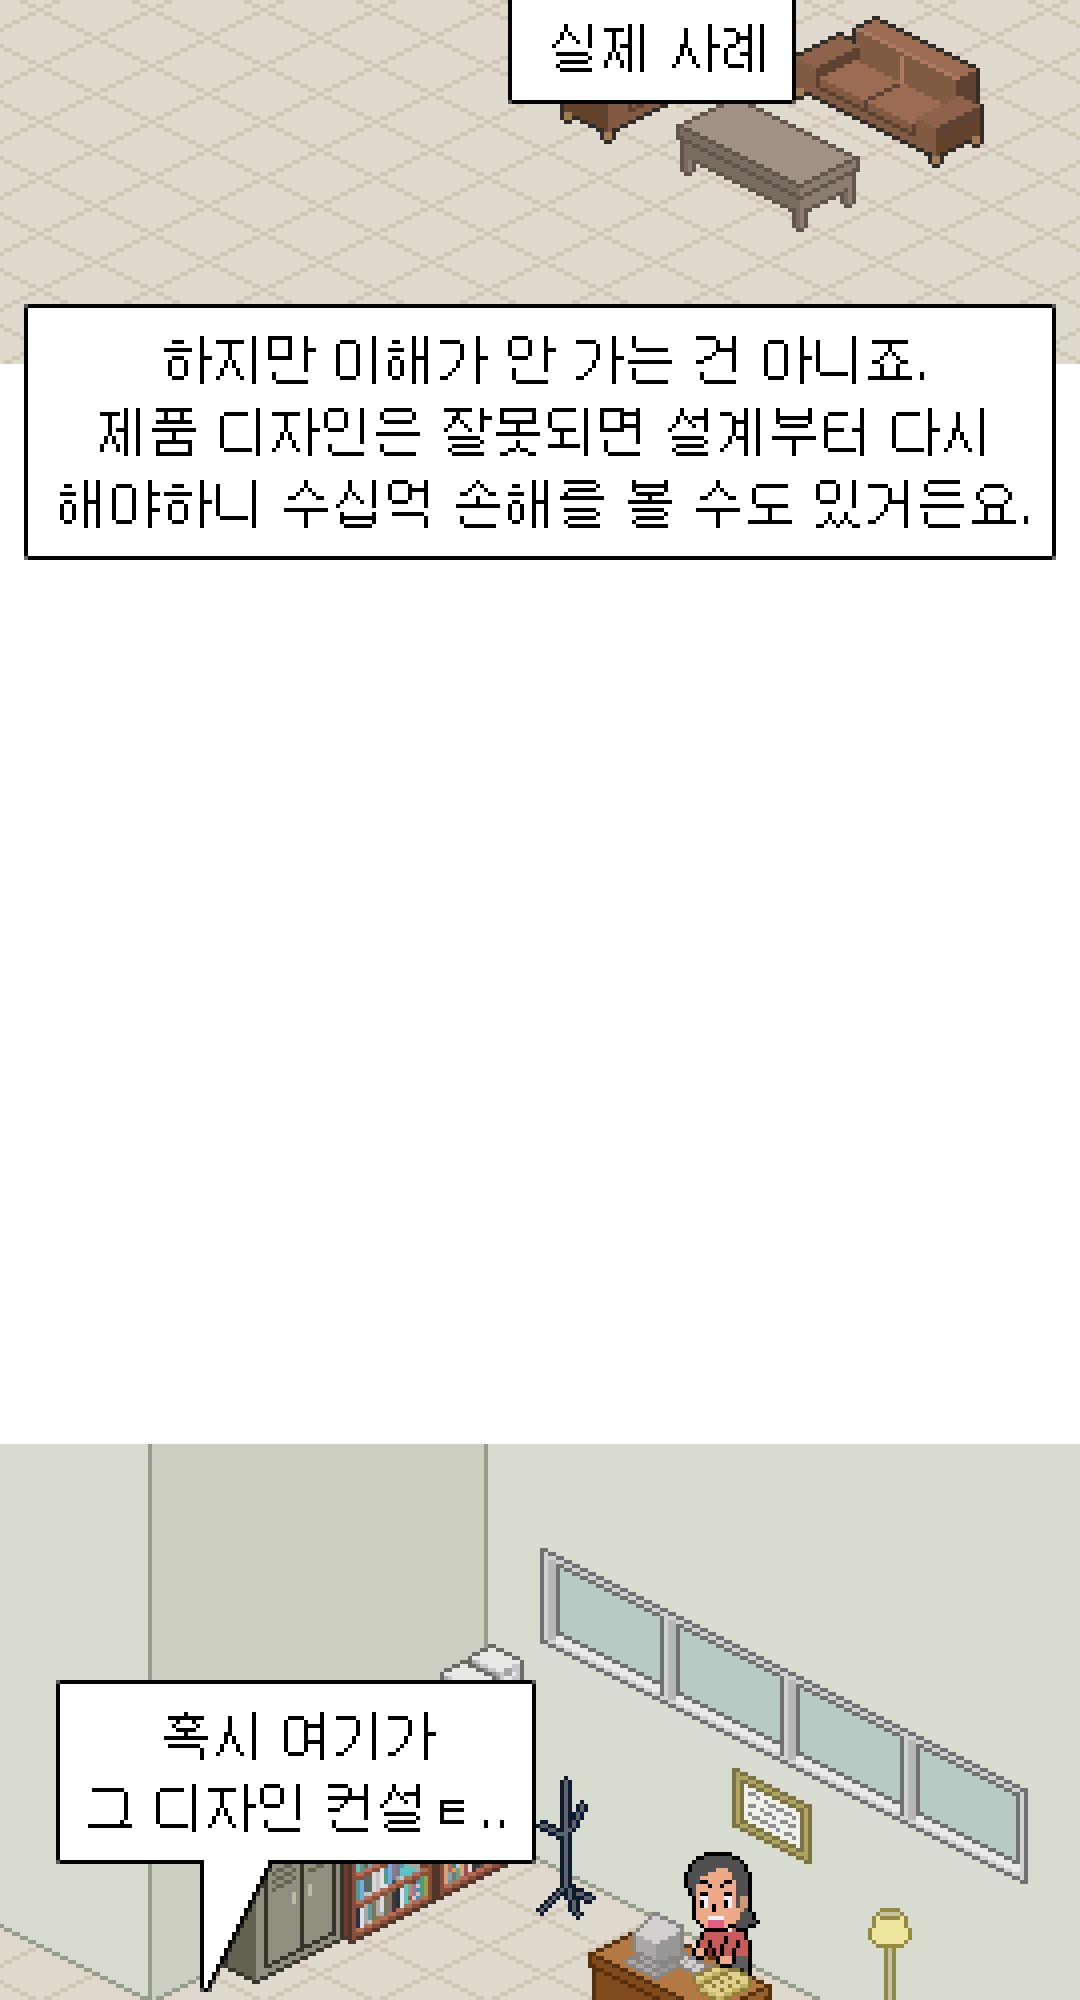 실제 사례
하지만 이해가 안 가는 건 아니죠.
제품 디자인은 잘못되면 설계부터 다시
해야하니 수십억 손해를 볼 수도 있거든요.
혹시 여기가
그 디자인 컨설ㅌ..